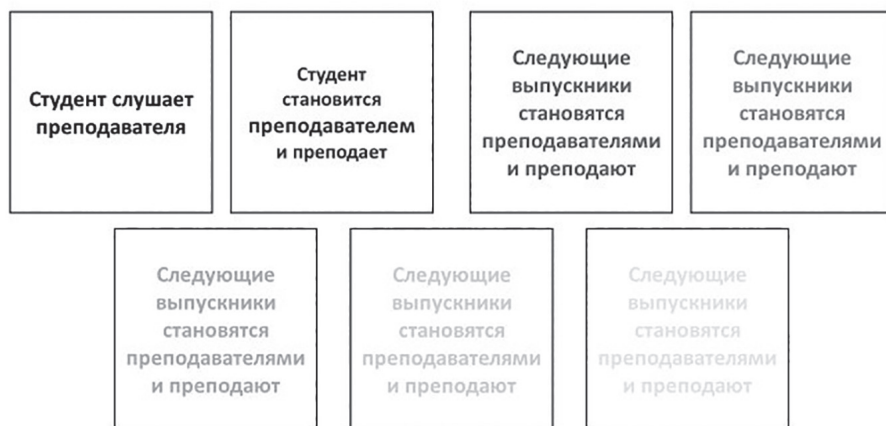 Студент слушает
преподавателя
Студент
становится
преподавателем
и преподает
Следующие
выпускники
становятся
преподавателями
и преподают
Следующие
выпускники
становятся
преподавателями
и преподают
Следующие
выпускники
становятся
преподавателями
и преподают
Следующие
выпускники
становятся
преподавателями
и преподают
Следующие
выпускники
становятся
преподавателями
и преподают